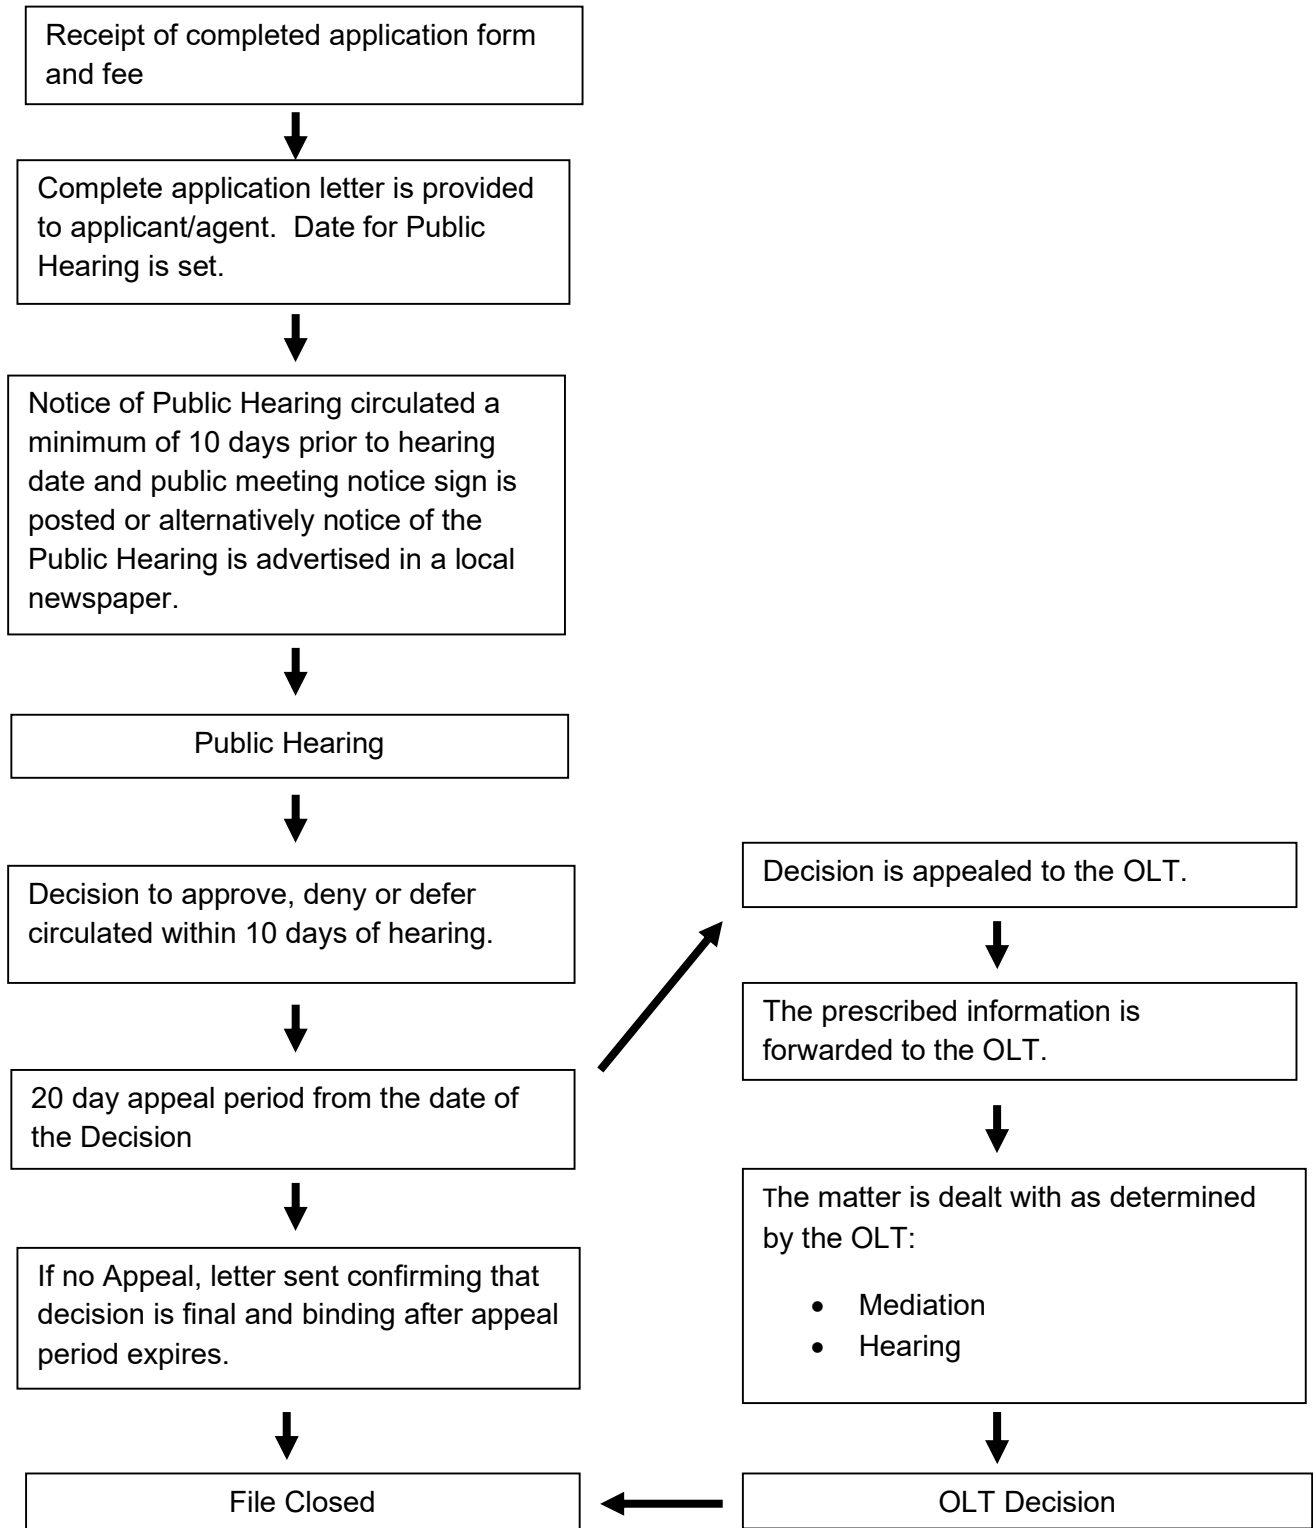 Receipt of completed application form
and fee
Complete application letter is provided
to applicant/agent.  Date for Public
Hearing is set.
Notice of Public Hearing circulated a
minimum of 10 days prior to hearing
date and public meeting notice sign is
posted or alternatively notice of the
Public Hearing is advertised in a local
newspaper.
Public Hearing
Decision to approve, deny or defer
circulated within 10 days of hearing.
20 day appeal period from the date of
the Decision
If no Appeal, letter sent confirming that
decision is final and binding after appeal
period expires.
File Closed
Decision is appealed to the OLT.
The prescribed information is
forwarded to the OLT.
The matter is dealt with as determined
by the OLT:
• Mediation
• Hearing
OLT Decision